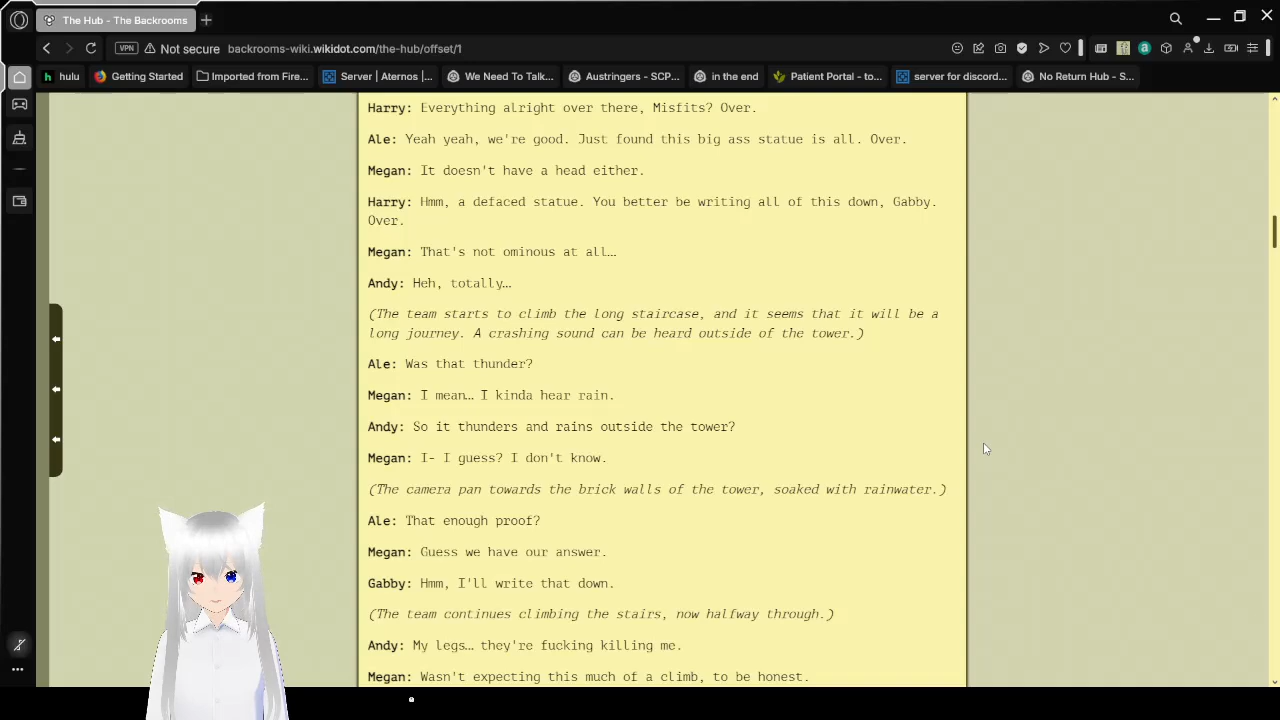 The Hub - The Backrooms
VPN Not secure backrooms-wiki.wikidot.com/the-hub/offset/1
hulu Getting Started Imported from Fire... Server | Aternos |... We Need To Talk... Austringers - SCP... in the end Patient Portal - to... server for discord... No Return Hub - S...
Harry: Everything alright over there, Misfits? Over.
Ale: Yeah yeah, we're good. Just found this big ass statue is all. Over.
Megan: It doesn't have a head either.
Harry: Hmm, a defaced statue. You better be writing all of this down, Gabby.
Over.
Megan: That's not ominous at all…
Andy: Heh, totally…
(The team starts to climb the long staircase, and it seems that it will be a
long journey. A crashing sound can be heard outside of the tower.)
Ale: Was that thunder?
Megan: I mean… I kinda hear rain.
Andy: So it thunders and rains outside the tower?
Megan: I- I guess? I don't know.
(The camera pan towards the brick walls of the tower, soaked with rainwater.)
Ale: That enough proof?
Megan: Guess we have our answer.
Gabby: Hmm, I'll write that down.
(The team continues climbing the stairs, now halfway through.)
Andy: My legs… they're fucking killing me.
Megan: Wasn't expecting this much of a climb, to be honest.